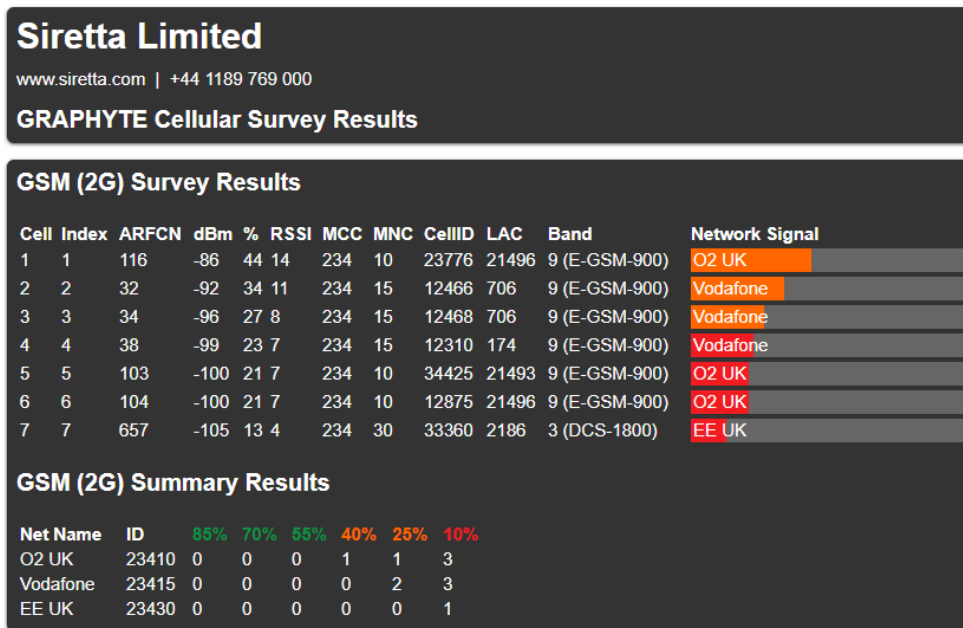 Siretta Limited
www.siretta.com | +44 1189 769 000
GRAPHYTE Cellular Survey Results
GSM (2G) Survey Results
Cell Index ARFCN dBm % RSSI MCC MNC CellID LAC Band Network Signal
1 1 116 -86 44 14 234 10 23776 21496 9 (E-GSM-900) O2 UK
2 2 32 -92 34 11 234 15 12466 706 9 (E-GSM-900) Vodafone
3 3 34 -96 27 8 234 15 12468 706 9 (E-GSM-900) Vodafone
4 4 38 -99 23 7 234 15 12310 174 9 (E-GSM-900) Vodafone
5 5 103 -100 21 7 234 10 34425 21493 9 (E-GSM-900) O2 UK
6 6 104 -100 21 7 234 10 12875 21496 9 (E-GSM-900) O2 UK
7 7 657 -105 13 4 234 30 33360 2186 3 (DCS-1800) EE UK
GSM (2G) Summary Results
Net Name ID 85% 70% 55% 40% 25% 10%
O2 UK 23410 0 0 0 1 1 3
Vodafone 23415 0 0 0 0 2 3
EE UK 23430 0 0 0 0 0 1